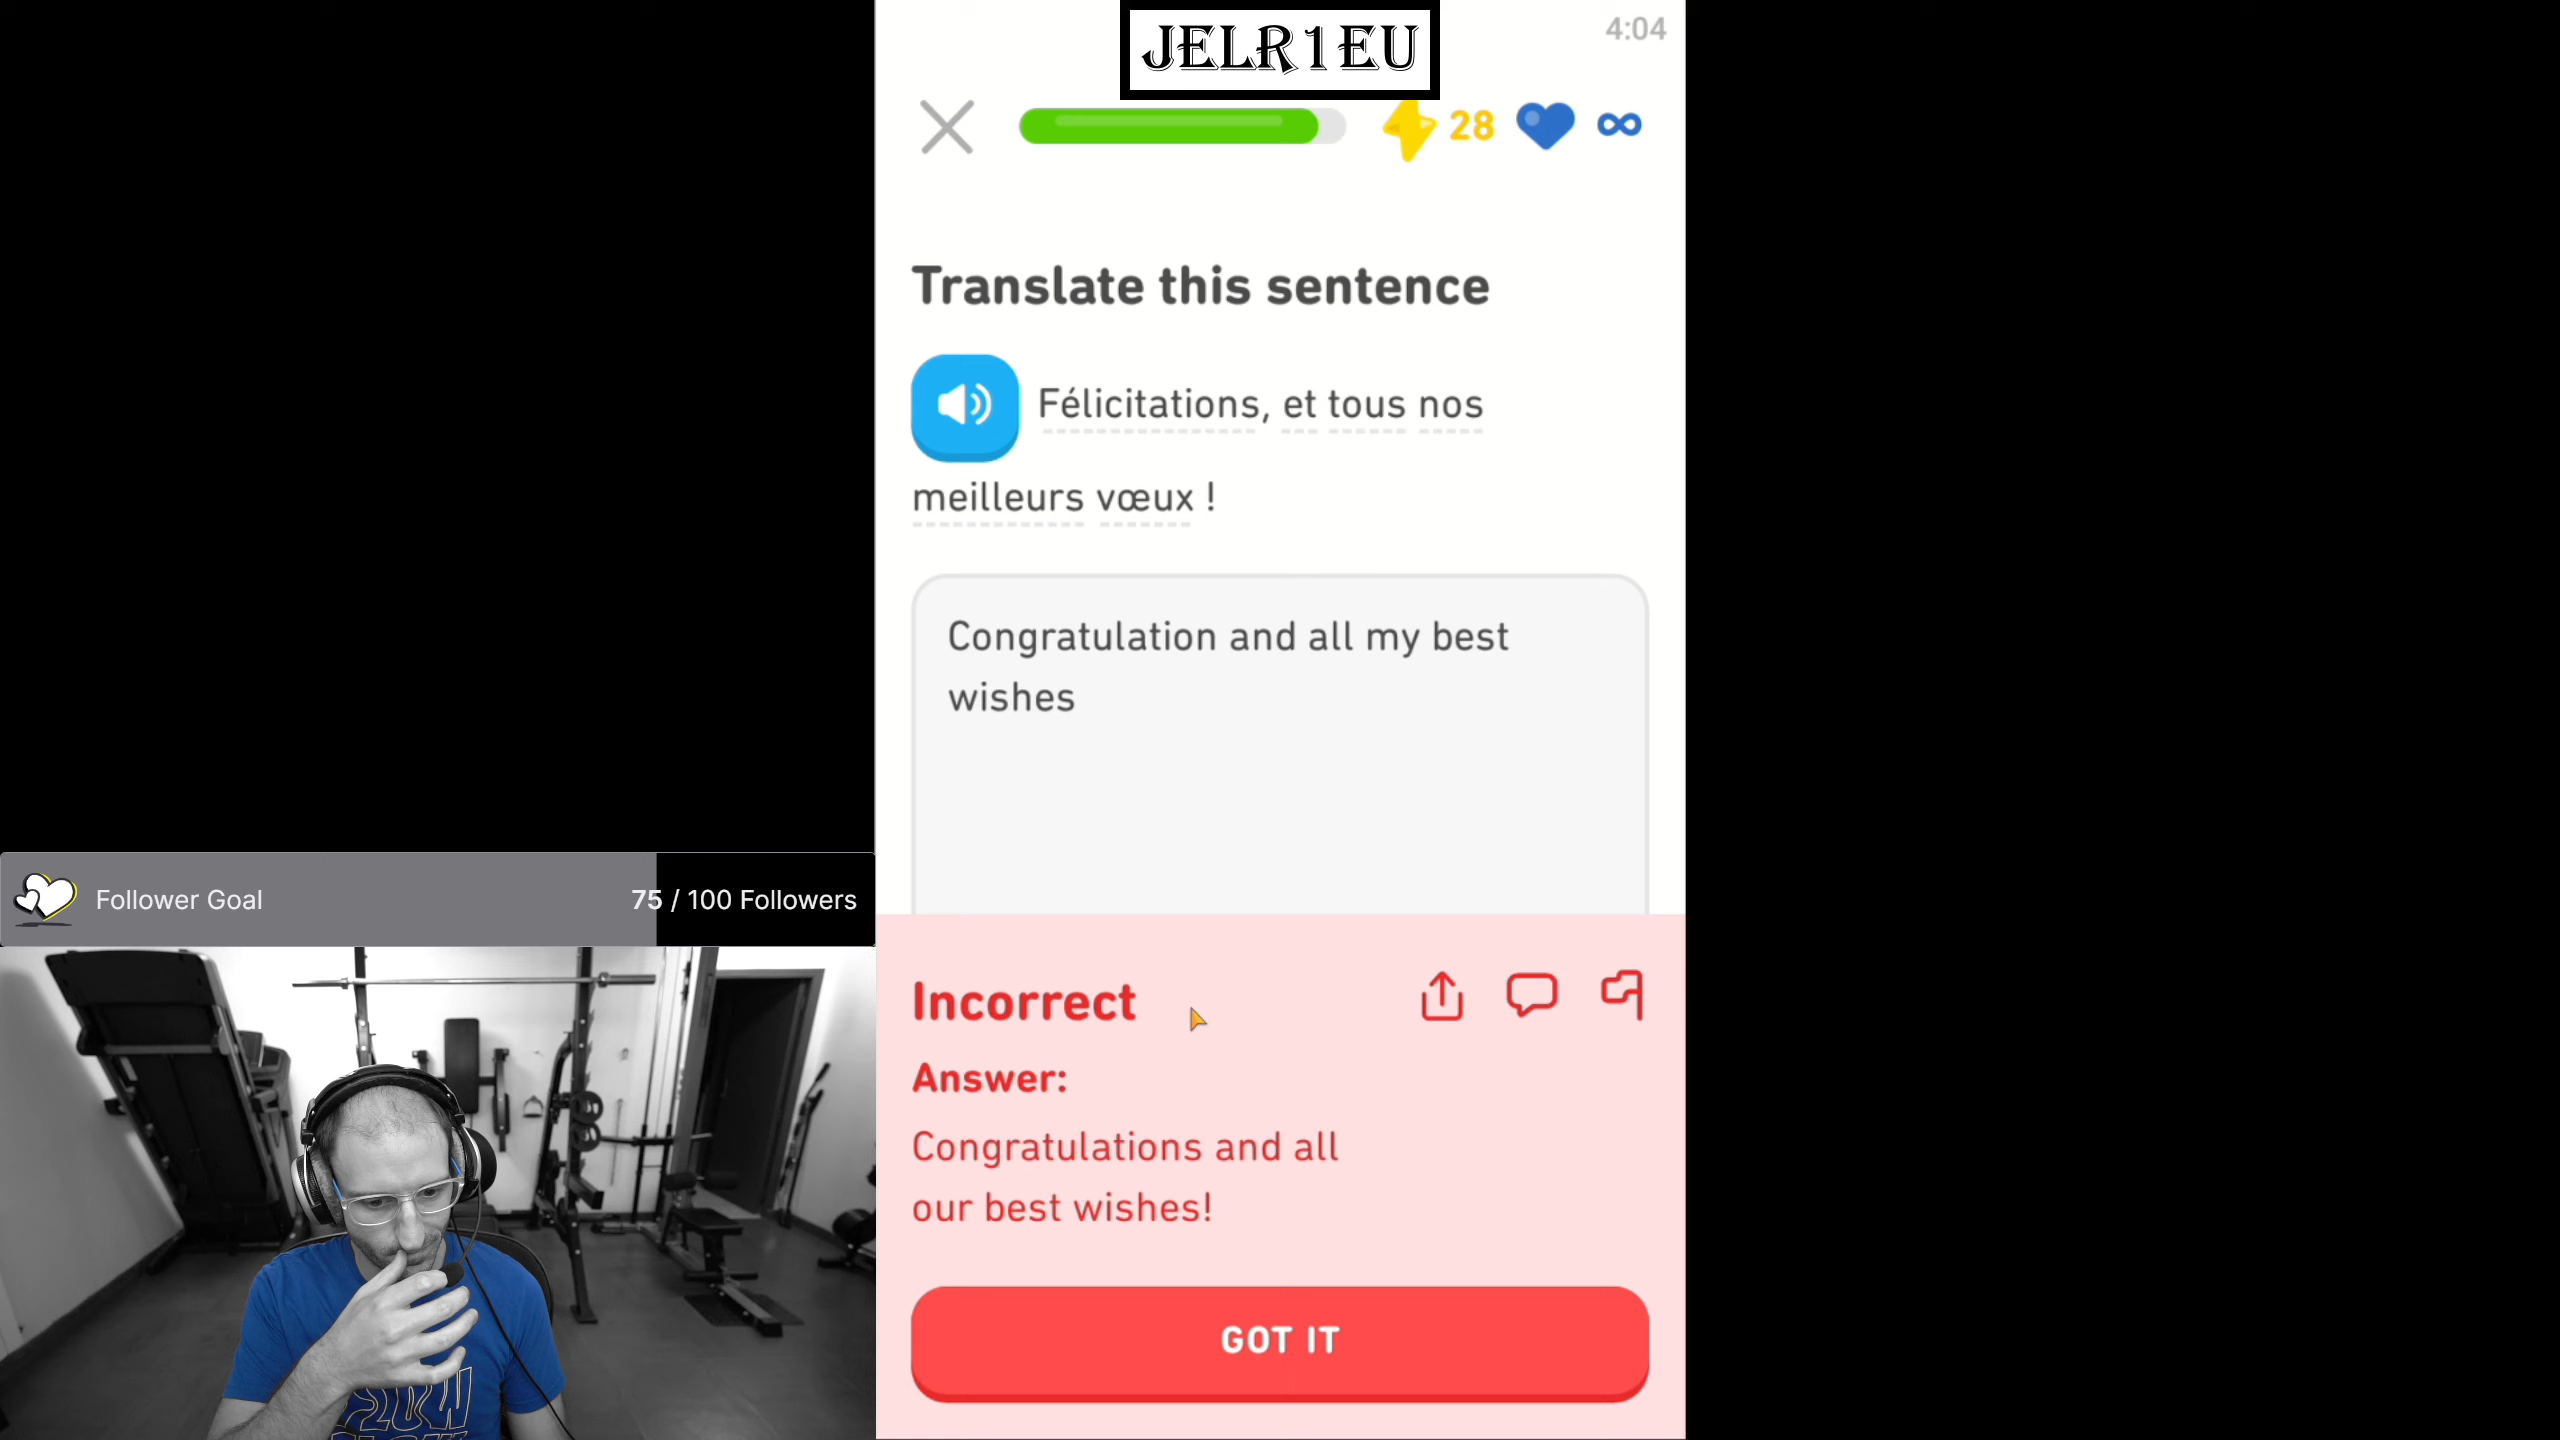 JELR1EU
4:04
28
Translate this sentence
Félicitations, et tous nos
meilleurs vœux !
Congratulation and all my best
wishes
Follower Goal
75 / 100 Followers
Incorrect
Answer:
Congratulations and all
our best wishes!
GOT IT